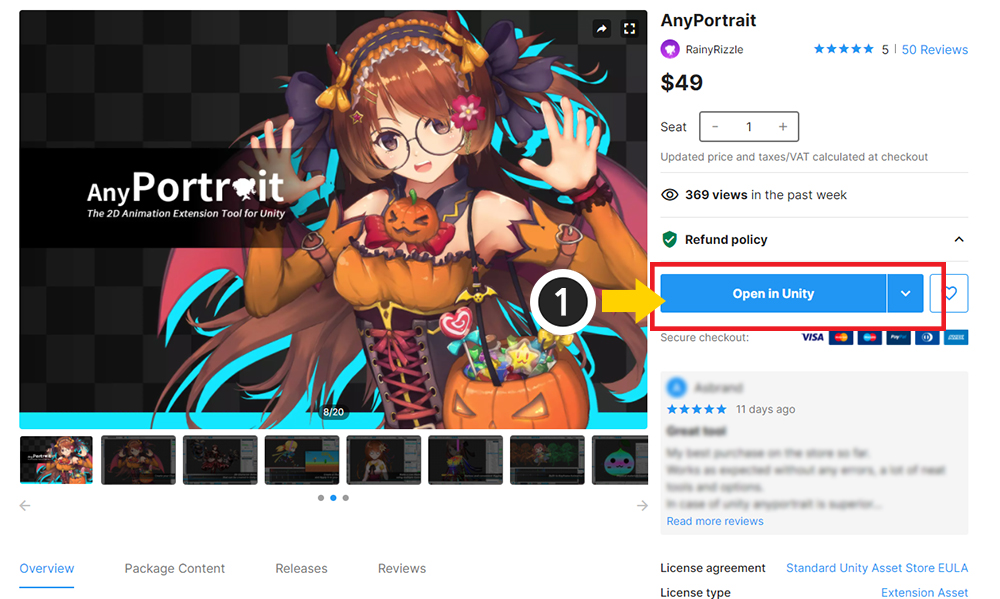 AnyPortrait
RainyRizzle
5 | 50 Reviews
$49
Seat
- 1 +
Updated price and taxes/VAT calculated at checkout
369 views in the past week
Refund policy
AnyPortrait
The 2D Animation Extension Tool for Unity
1
Open in Unity
Secure checkout:
VISA
PayPal
8/20
11 days ago
Read more reviews
Overview
Package Content
Releases
Reviews
License agreement
Standard Unity Asset Store EULA
License type
Extension Asset